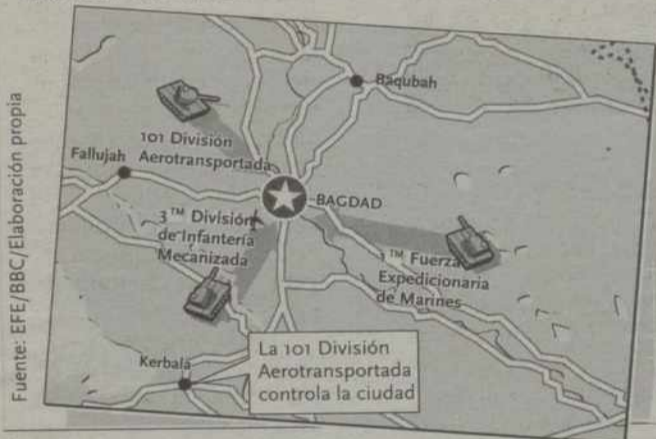 Fuente: EFE/BBC/Elaboración propia
Baqubah
101 División
Aerotransportada
Fallujah
BAGDAD
3™ División
de Infantería
Mecanizada
1™ Fuerza
Expedicionaria
de Marines
Kerbala
La 101 División
Aerotransportada
controla la ciudad